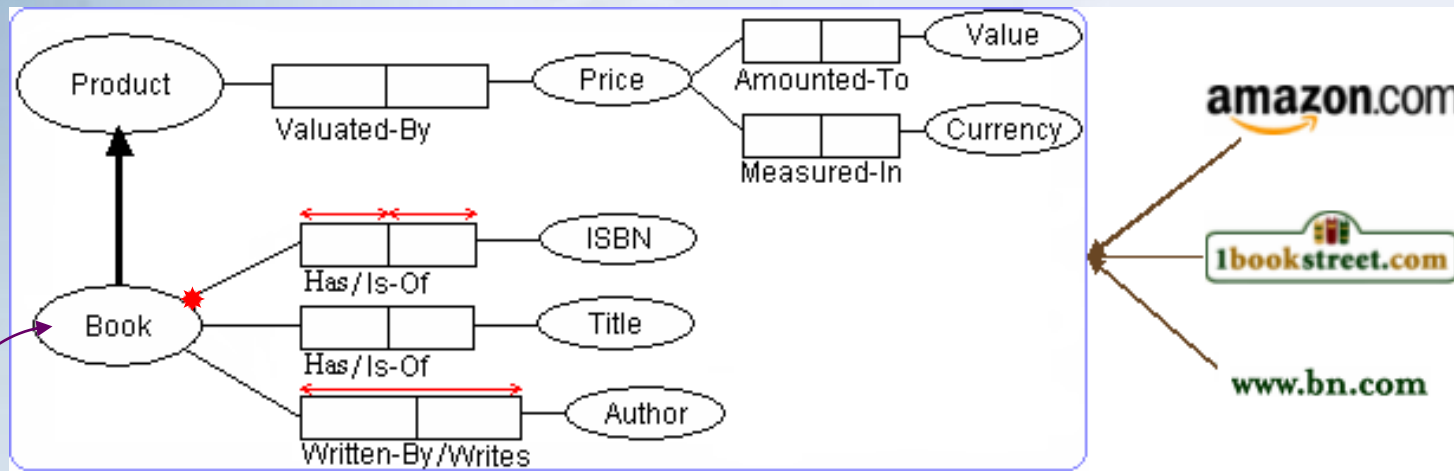 Product
Valuated-By
Price
Amounted-To
Value
Measured-In
Currency
Book
Has/Is-Of
ISBN
Has/Is-Of
Title
Written-By/Writes
Author
amazon.com
1bookstreet.com
www.bn.com